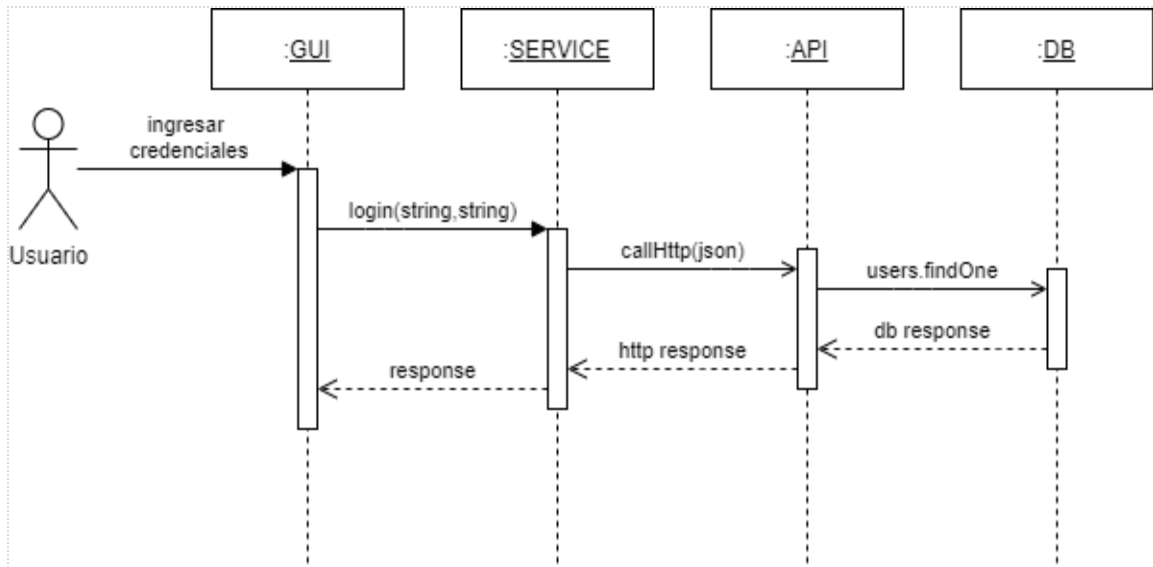 :GUI
:SERVICE
:API
:DB
ingresar
credenciales
Usuario
login(string,string)
callHttp(json)
users.findOne
db response
http response
response